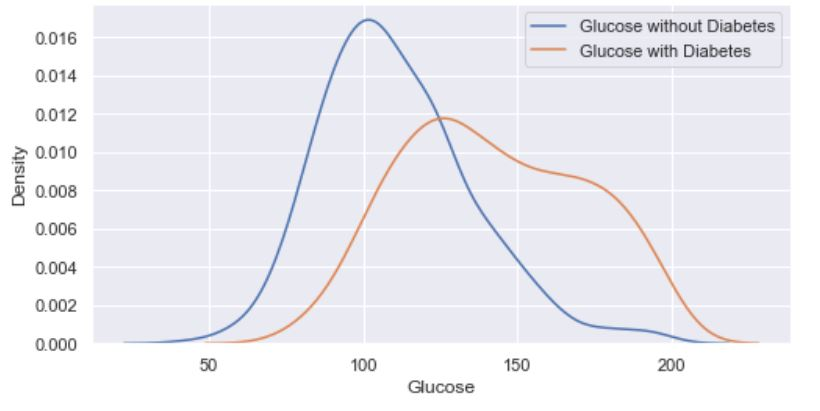 Glucose without Diabetes
Glucose with Diabetes
0.016
0.014
0.012
0.010
0.008
0.006
0.004
0.002
0.000
Density
50 100 150 200
Glucose